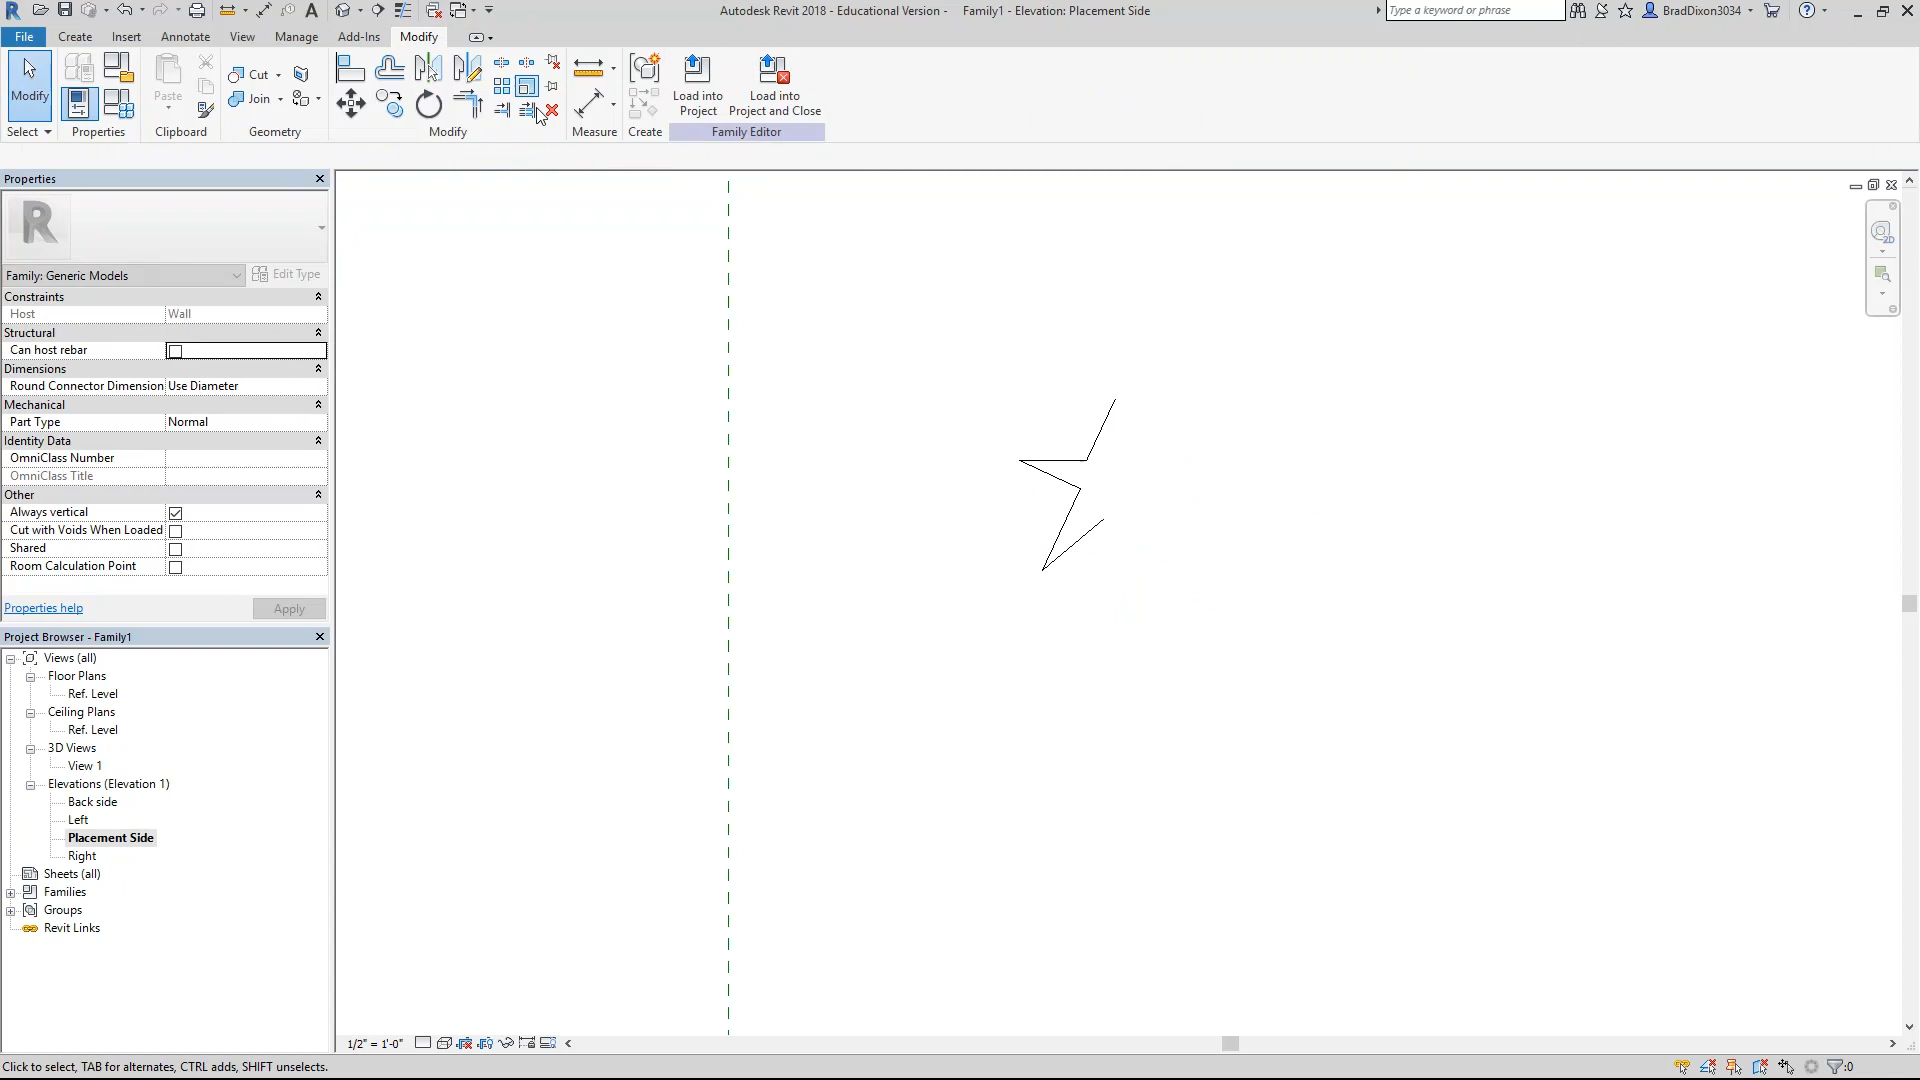 Autodesk Revit 2018 - Educational Version - Family1 - Elevation: Placement Side
Type a keyword or phrase
BradDixon3034
File Create Insert Annotate View Manage Add-Ins Modify
Modify
Paste
Cut
Join
Load into Project
Load into Project and Close
Select Properties Clipboard Geometry Modify Measure Create Family Editor
Properties
R
Family: Generic Models
Edit Type
Constraints
Host Wall
Structural
Can host rebar
Dimensions
Round Connector Dimension Use Diameter
Mechanical
Part Type Normal
Identity Data
OmniClass Number
OmniClass Title
Other
Always vertical
Cut with Voids When Loaded
Shared
Room Calculation Point
Properties help
Apply
Project Browser - Family1
Views (all)
Floor Plans
Ref. Level
Ceiling Plans
Ref. Level
3D Views
View 1
Elevations (Elevation 1)
Back side
Left
Placement Side
Right
Sheets (all)
Families
Groups
Revit Links
2D
1/2" = 1'-0"
Click to select, TAB for alternates, CTRL adds, SHIFT unselects.
:0